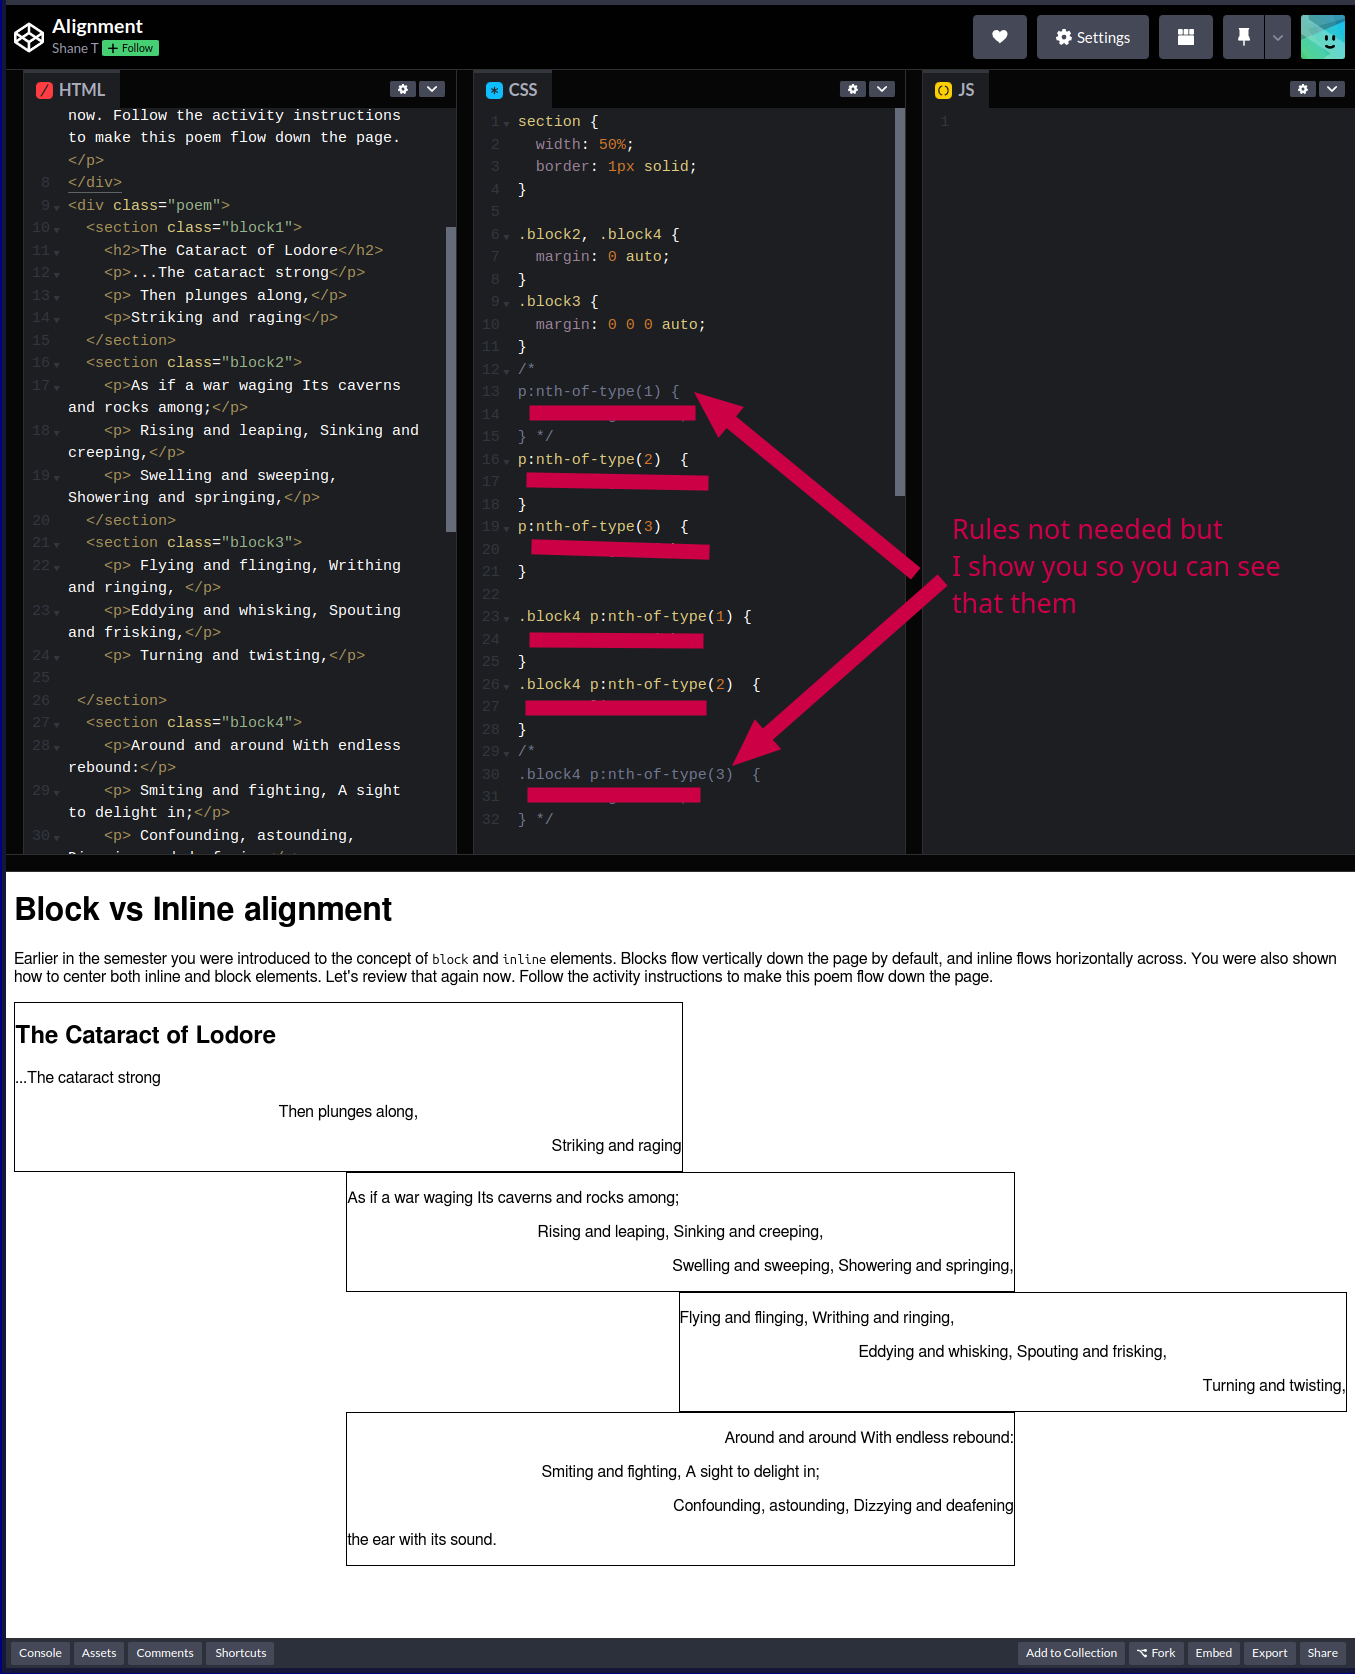 Alignment
Shane T + Follow
Settings
HTML
now. Follow the activity instructions
to make this poem flow down the page.
</p>
8 </div>
9 <div class="poem">
10 <section class="block1">
11 <h2>The Cataract of Lodore</h2>
12 <p>...The cataract strong</p>
13 <p> Then plunges along,</p>
14 <p>Striking and raging</p>
15 </section>
16 <section class="block2">
17 <p>As if a war waging Its caverns
and rocks among;</p>
18 <p> Rising and leaping, Sinking and
creeping,</p>
19 <p> Swelling and sweeping,
Showering and springing,</p>
20 </section>
21 <section class="block3">
22 <p> Flying and flinging, Writhing
and ringing, </p>
23 <p>Eddying and whisking, Spouting
and frisking,</p>
24 <p> Turning and twisting,</p>
25
26 </section>
27 <section class="block4">
28 <p>Around and around With endless
rebound:</p>
29 <p> Smiting and fighting, A sight
to delight in;</p>
30 <p> Confounding, astounding,
CSS
1 section {
2 width: 50%;
3 border: 1px solid;
4 }
5
6 .block2, .block4 {
7 margin: 0 auto;
8 }
9 .block3 {
10 margin: 0 0 0 auto;
11 }
12 /*
13 p:nth-of-type(1) {
14
15 } */
16 p:nth-of-type(2)  {
17
18 }
19 p:nth-of-type(3)  {
20
21 }
22
23 .block4 p:nth-of-type(1) {
24
25 }
26 .block4 p:nth-of-type(2)  {
27
28 }
29 /*
30 .block4 p:nth-of-type(3)  {
31
32 } */
JS
1
Rules not needed but
I show you so you can see
that them
Block vs Inline alignment
Earlier in the semester you were introduced to the concept of block and inline elements. Blocks flow vertically down the page by default, and inline flows horizontally across. You were also shown
how to center both inline and block elements. Let's review that again now. Follow the activity instructions to make this poem flow down the page.
The Cataract of Lodore
...The cataract strong
Then plunges along,
Striking and raging
As if a war waging Its caverns and rocks among;
Rising and leaping, Sinking and creeping,
Swelling and sweeping, Showering and springing,
Flying and flinging, Writhing and ringing,
Eddying and whisking, Spouting and frisking,
Turning and twisting,
Around and around With endless rebound:
Smiting and fighting, A sight to delight in;
Confounding, astounding, Dizzying and deafening
the ear with its sound.
Console Assets Comments Shortcuts Add to Collection Fork Embed Export Share